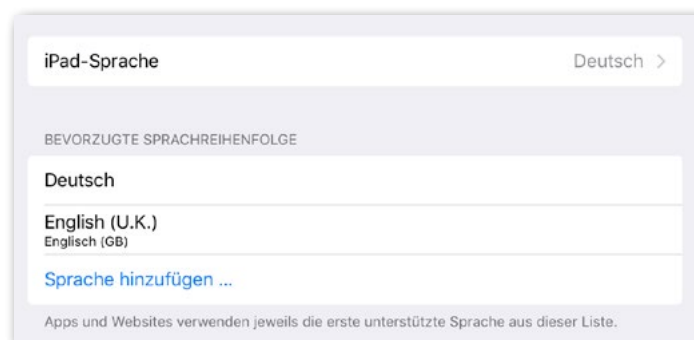 iPad-Sprache Deutsch >
BEVORZUGTE SPRACHREIHENFOLGE
Deutsch
English (U.K.)
Englisch (GB)
Sprache hinzufügen ...
Apps und Websites verwenden jeweils die erste unterstützte Sprache aus dieser Liste.